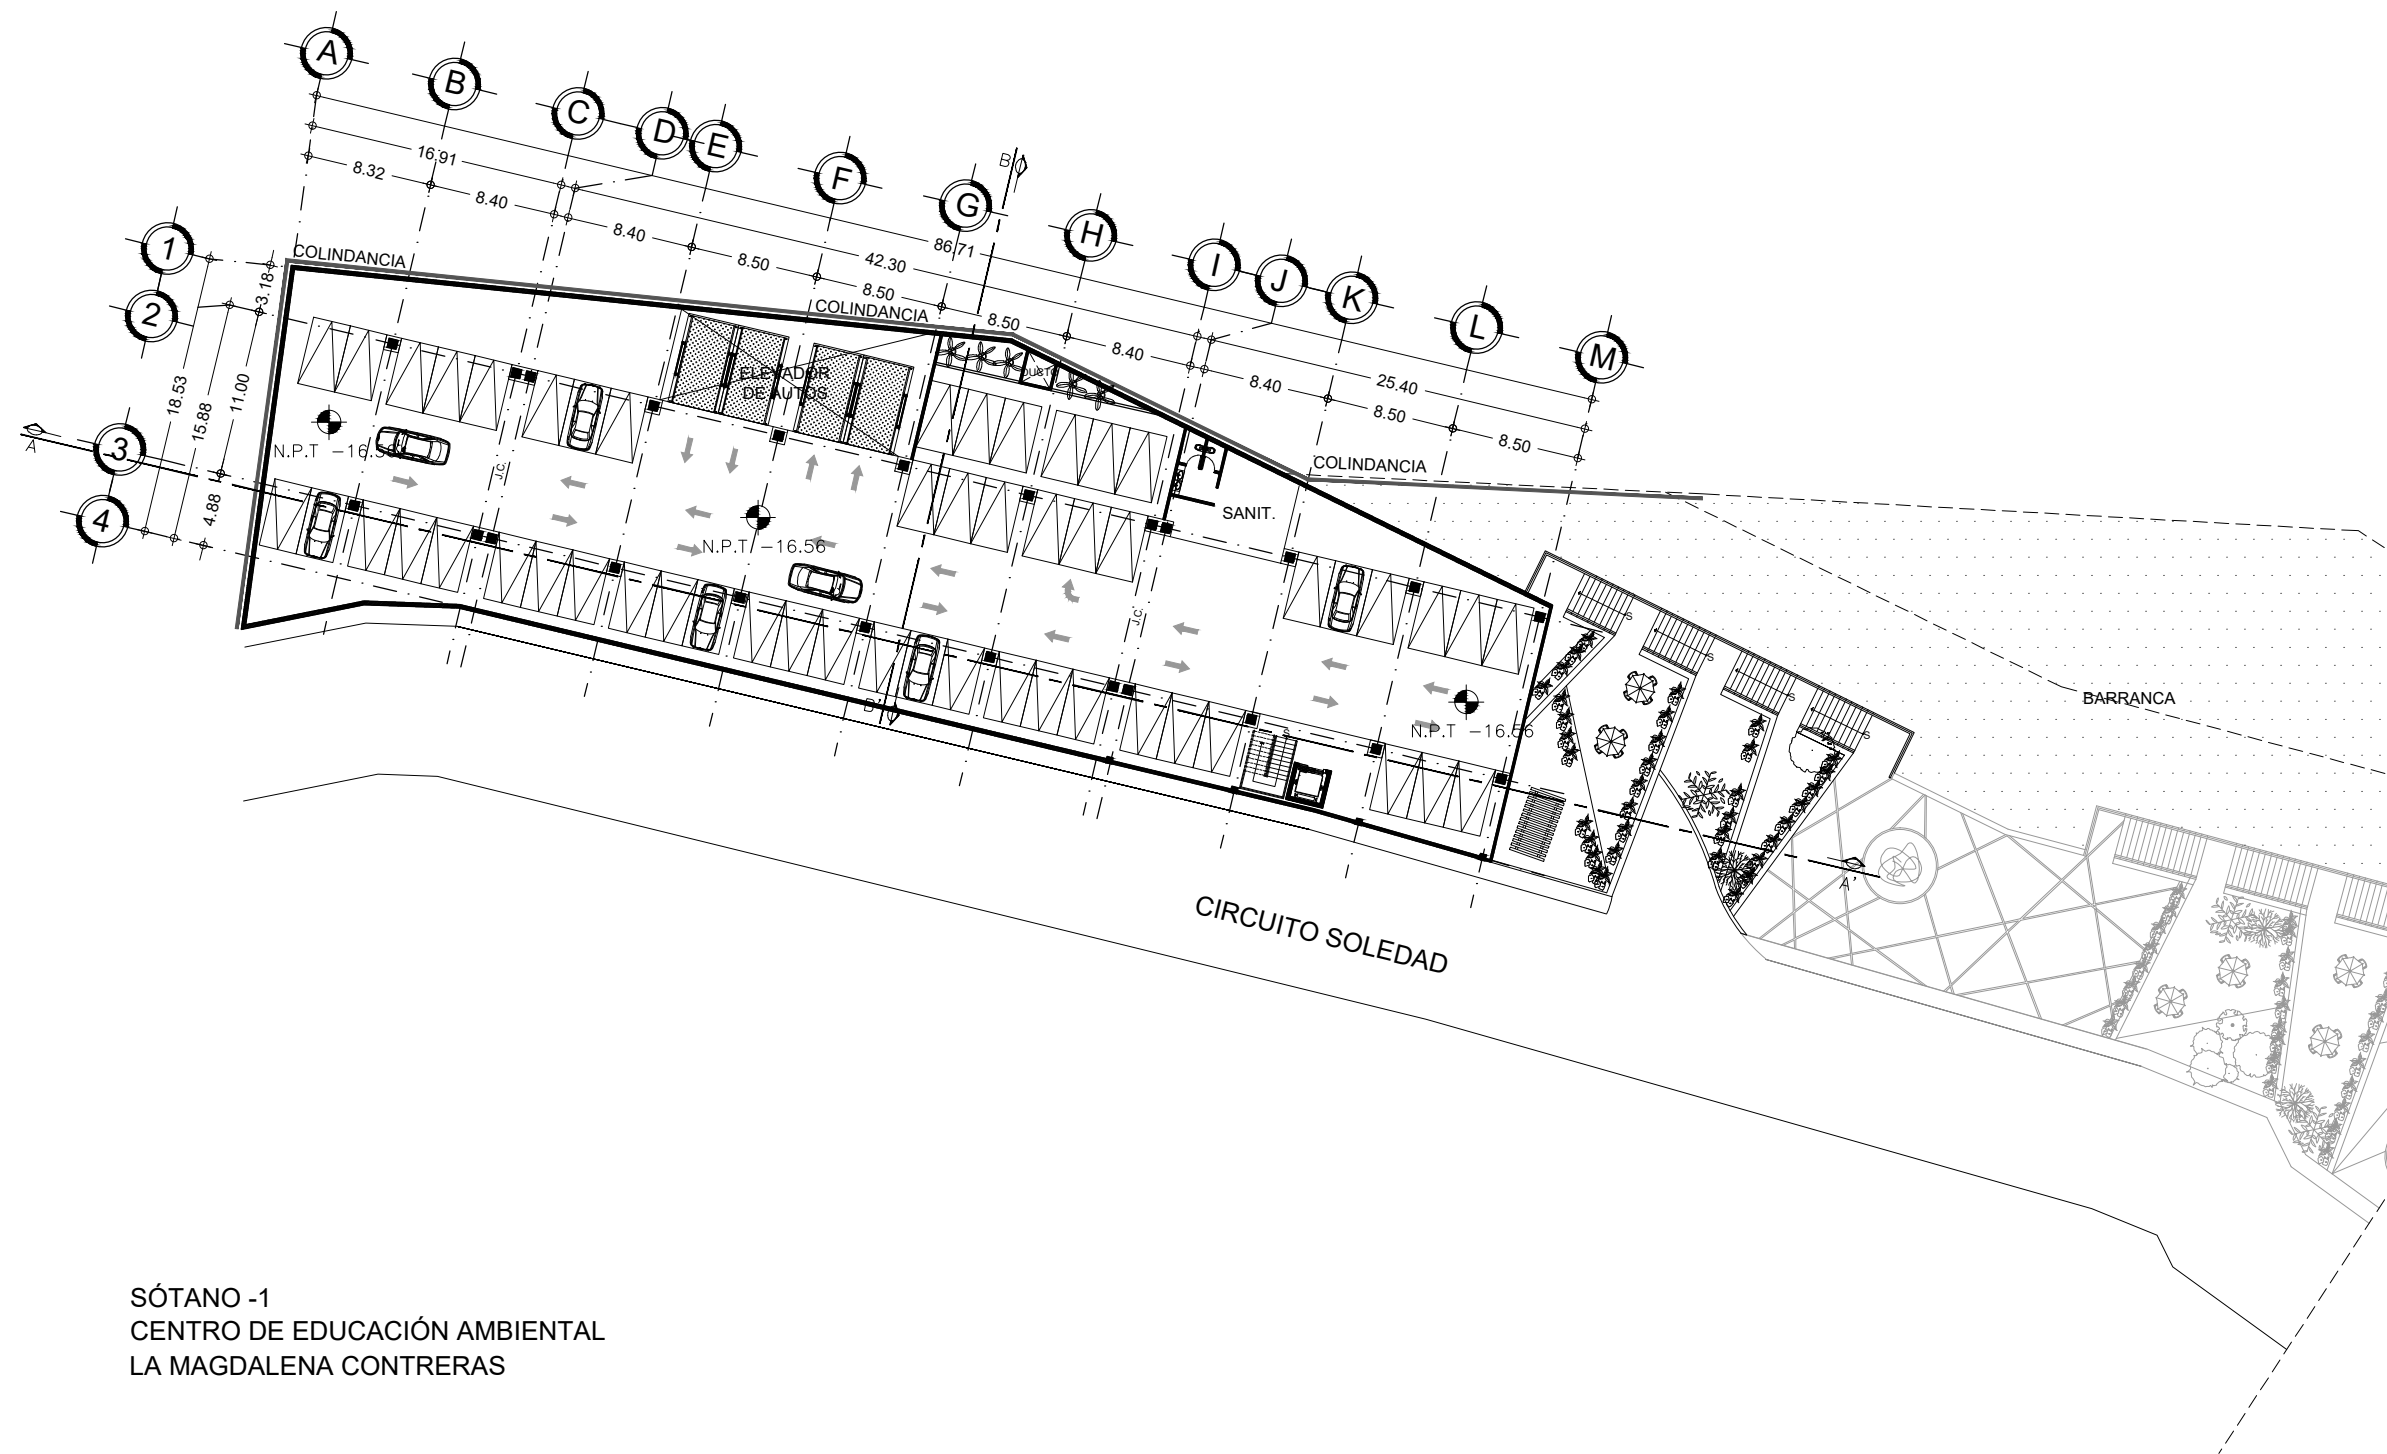 A
B
C
D
E
F
G
H
I
J
K
L
M
B'
86.71
16.91
42.30
25.40
8.32
8.40
8.40
8.50
8.50
8.50
8.40
8.40
8.50
8.50
1
2
3
4
3.18
18.53
15.88
11.00
4.88
A
COLINDANCIA
COLINDANCIA
COLINDANCIA
ELEVADOR
DE AUTOS
DUCTO
N.P.T -16.56
J.C.
N.P.T -16.56
J.C.
SANIT.
N.P.T -16.56
B'
S
S
S
S
S
BARRANCA
A'
CIRCUITO SOLEDAD
SÓTANO -1
CENTRO DE EDUCACIÓN AMBIENTAL
LA MAGDALENA CONTRERAS